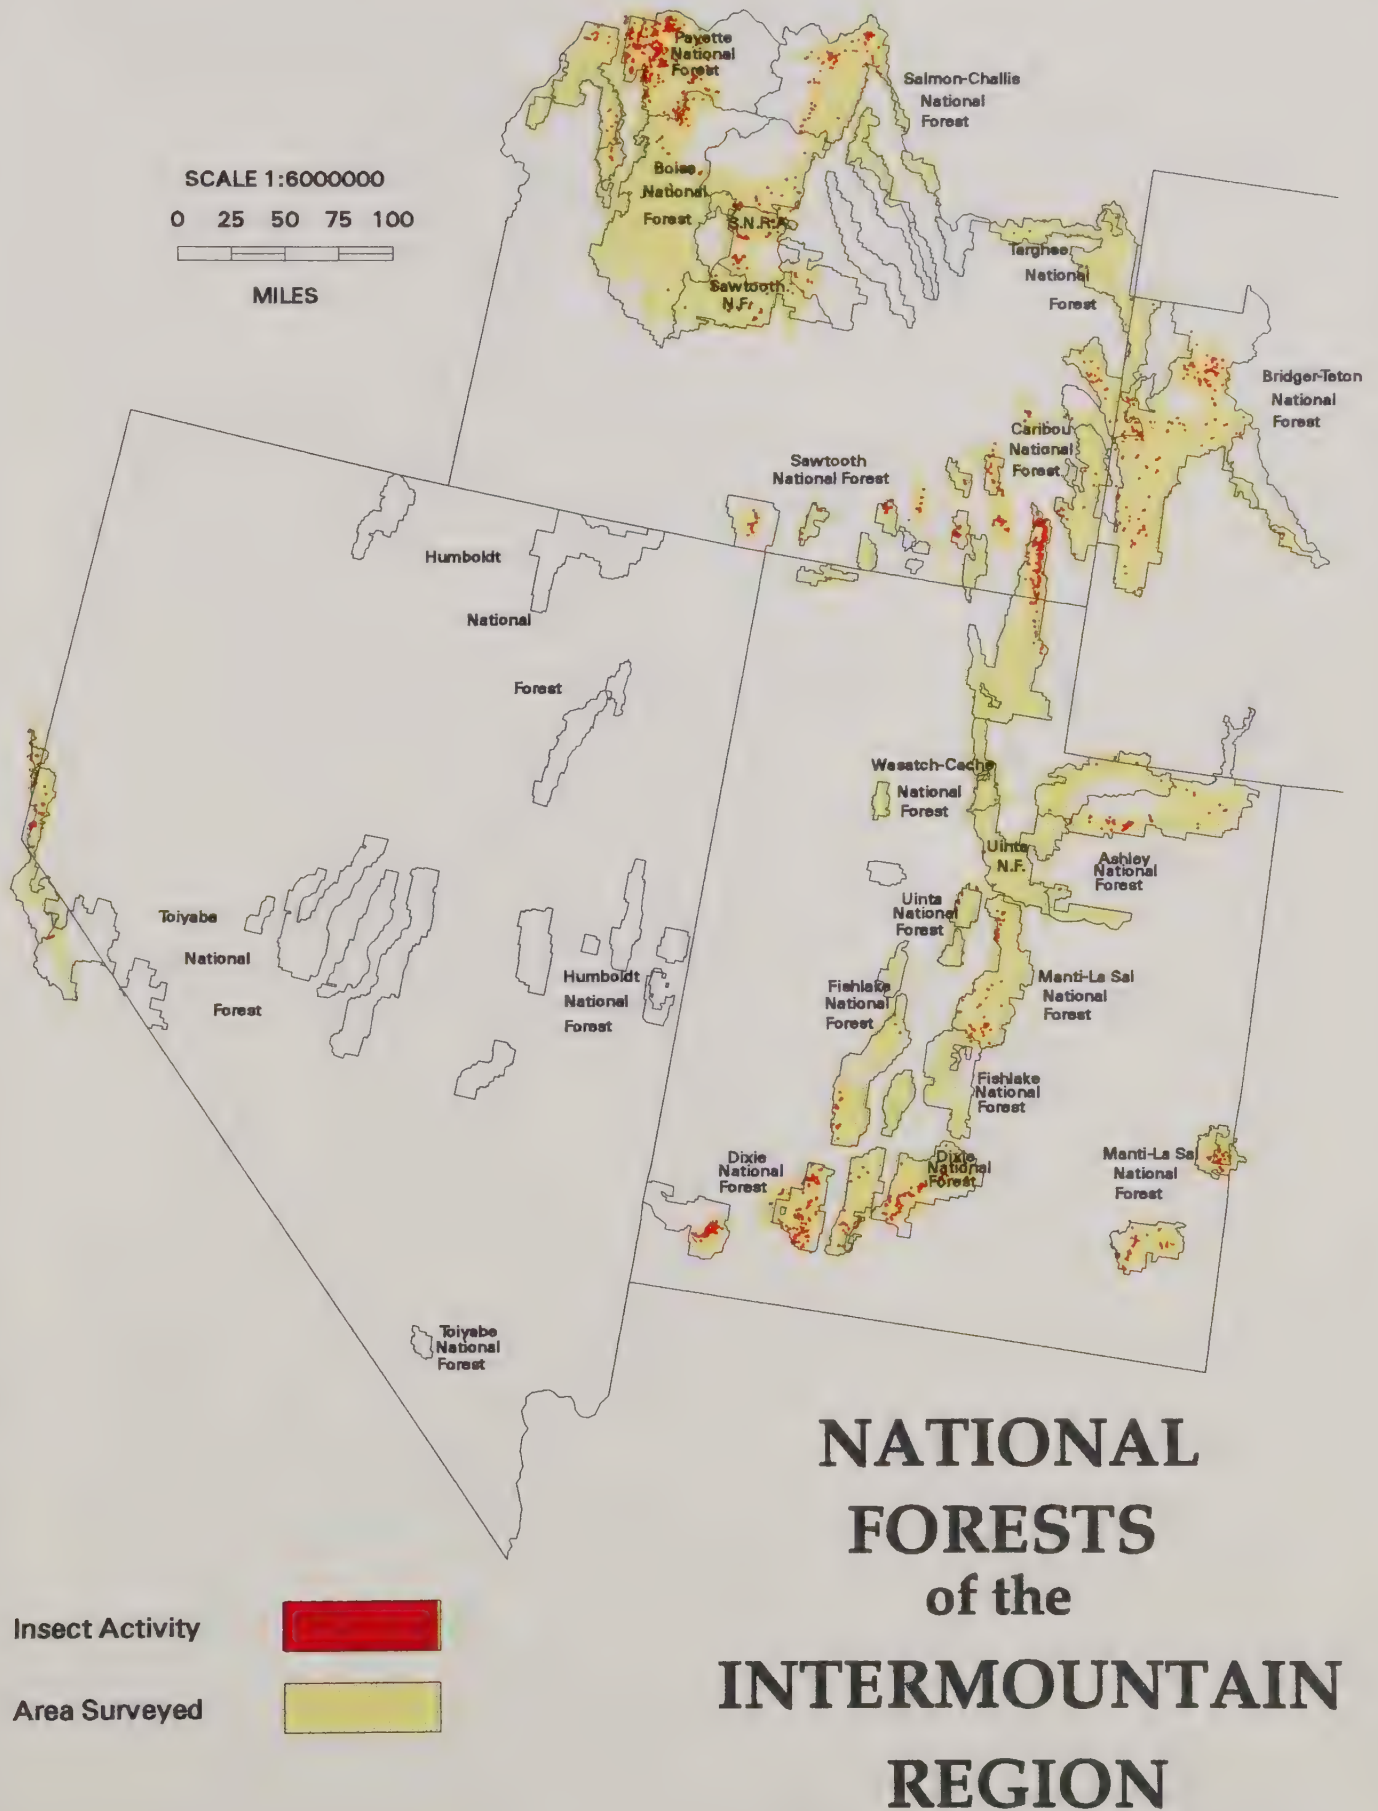 Payette
National
Forest
Salmon-Challis
National
Forest
SCALE 1:6000000
0 25 50 75 100
MILES
Boise
National
Forest
S.N.R.A.
Sawtooth
N.F.
Targhee
National
Forest
Bridger-Teton
National
Forest
Caribou
National
Forest
Sawtooth
National Forest
Humboldt
National
Forest
Wasatch-Cache
National
Forest
Uinta
N.F.
Ashley
National
Forest
Uinta
National
Forest
Toiyabe
National
Forest
Humboldt
National
Forest
Fishlake
National
Forest
Manti-La Sal
National
Forest
Fishlake
National
Forest
Dixie
National
Forest
Dixie
National
Forest
Manti-La Sal
National
Forest
Toiyabe
National
Forest
NATIONAL
FORESTS
of the
INTERMOUNTAIN
REGION
Insect Activity
Area Surveyed